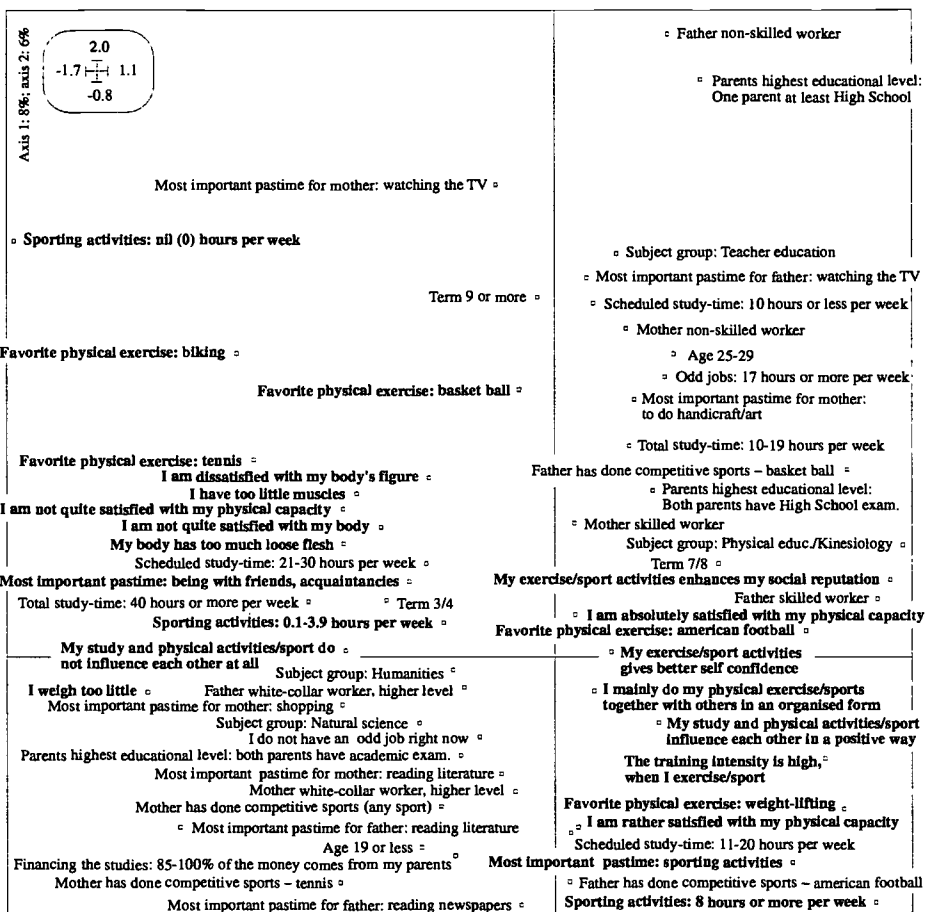 Axis 1: 8%; axis 2: 6%
2.0
-1.7 1.1
-0.8
Father non-skilled worker
Parents highest educational level:
One parent at least High School
Most important pastime for mother: watching the TV
Sporting activities: nil (0) hours per week
Subject group: Teacher education
Most important pastime for father: watching the TV
Term 9 or more
Scheduled study-time: 10 hours or less per week
Mother non-skilled worker
Favorite physical exercise: biking
Age 25-29
Odd jobs: 17 hours or more per week
Favorite physical exercise: basket ball
Most important pastime for mother:
to do handicraft/art
Total study-time: 10-19 hours per week
Favorite physical exercise: tennis
Father has done competitive sports – basket ball
I am dissatisfied with my body's figure
I have too little muscles
Parents highest educational level:
Both parents have High School exam.
I am not quite satisfied with my physical capacity
I am not quite satisfied with my body
Mother skilled worker
My body has too much loose flesh
Subject group: Physical educ./Kinesiology
Scheduled study-time: 21-30 hours per week
Term 7/8
Most important pastime: being with friends, acquaintancies
My exercise/sport activities enhances my social reputation
Total study-time: 40 hours or more per week
Term 3/4
Father skilled worker
Sporting activities: 0.1-3.9 hours per week
I am absolutely satisfied with my physical capacity
Favorite physical exercise: american football
My study and physical activities/sport do
not influence each other at all
My exercise/sport activities
gives better self confidence
Subject group: Humanities
I weigh too little
Father white-collar worker, higher level
I mainly do my physical exercise/sports
together with others in an organised form
Most important pastime for mother: shopping
Subject group: Natural science
My study and physical activities/sport
influence each other in a positive way
I do not have an odd job right now
Parents highest educational level: both parents have academic exam.
The training intensity is high,
when I exercise/sport
Most important pastime for mother: reading literature
Mother white-collar worker, higher level
Mother has done competitive sports (any sport)
Favorite physical exercise: weight-lifting
Most important pastime for father: reading literature
I am rather satisfied with my physical capacity
Age 19 or less
Scheduled study-time: 11-20 hours per week
Financing the studies: 85-100% of the money comes from my parents
Most important pastime: sporting activities
Mother has done competitive sports – tennis
Father has done competitive sports – american football
Most important pastime for father: reading newspapers
Sporting activities: 8 hours or more per week